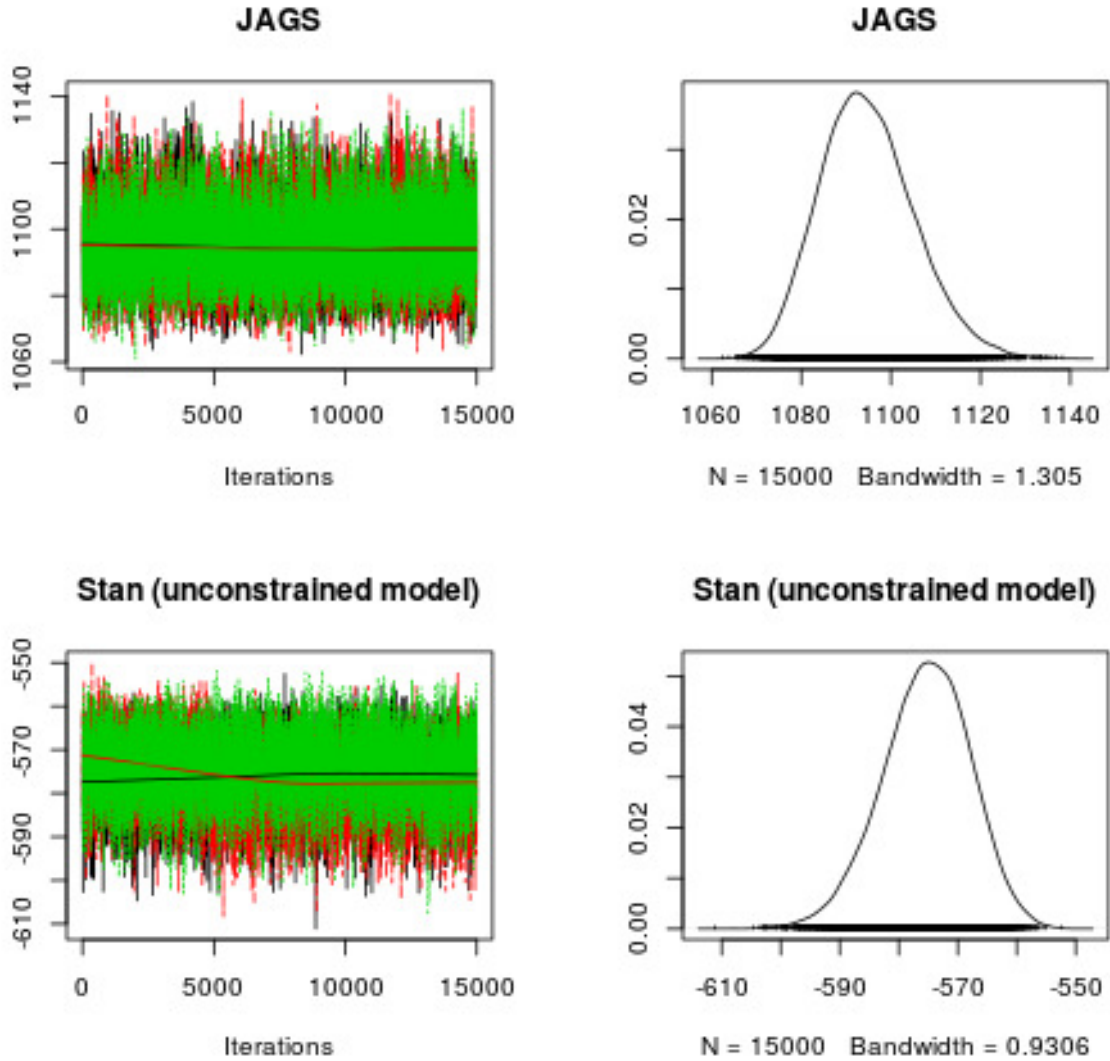 JAGS
1140
1100
1060
0 5000 10000 15000
Iterations
JAGS
0.02
0.00
1060 1080 1100 1120 1140
N = 15000 Bandwidth = 1.305
Stan (unconstrained model)
-550
-570
-590
-610
0 5000 10000 15000
Iterations
Stan (unconstrained model)
0.04
0.02
0.00
-610 -590 -570 -550
N = 15000 Bandwidth = 0.9306